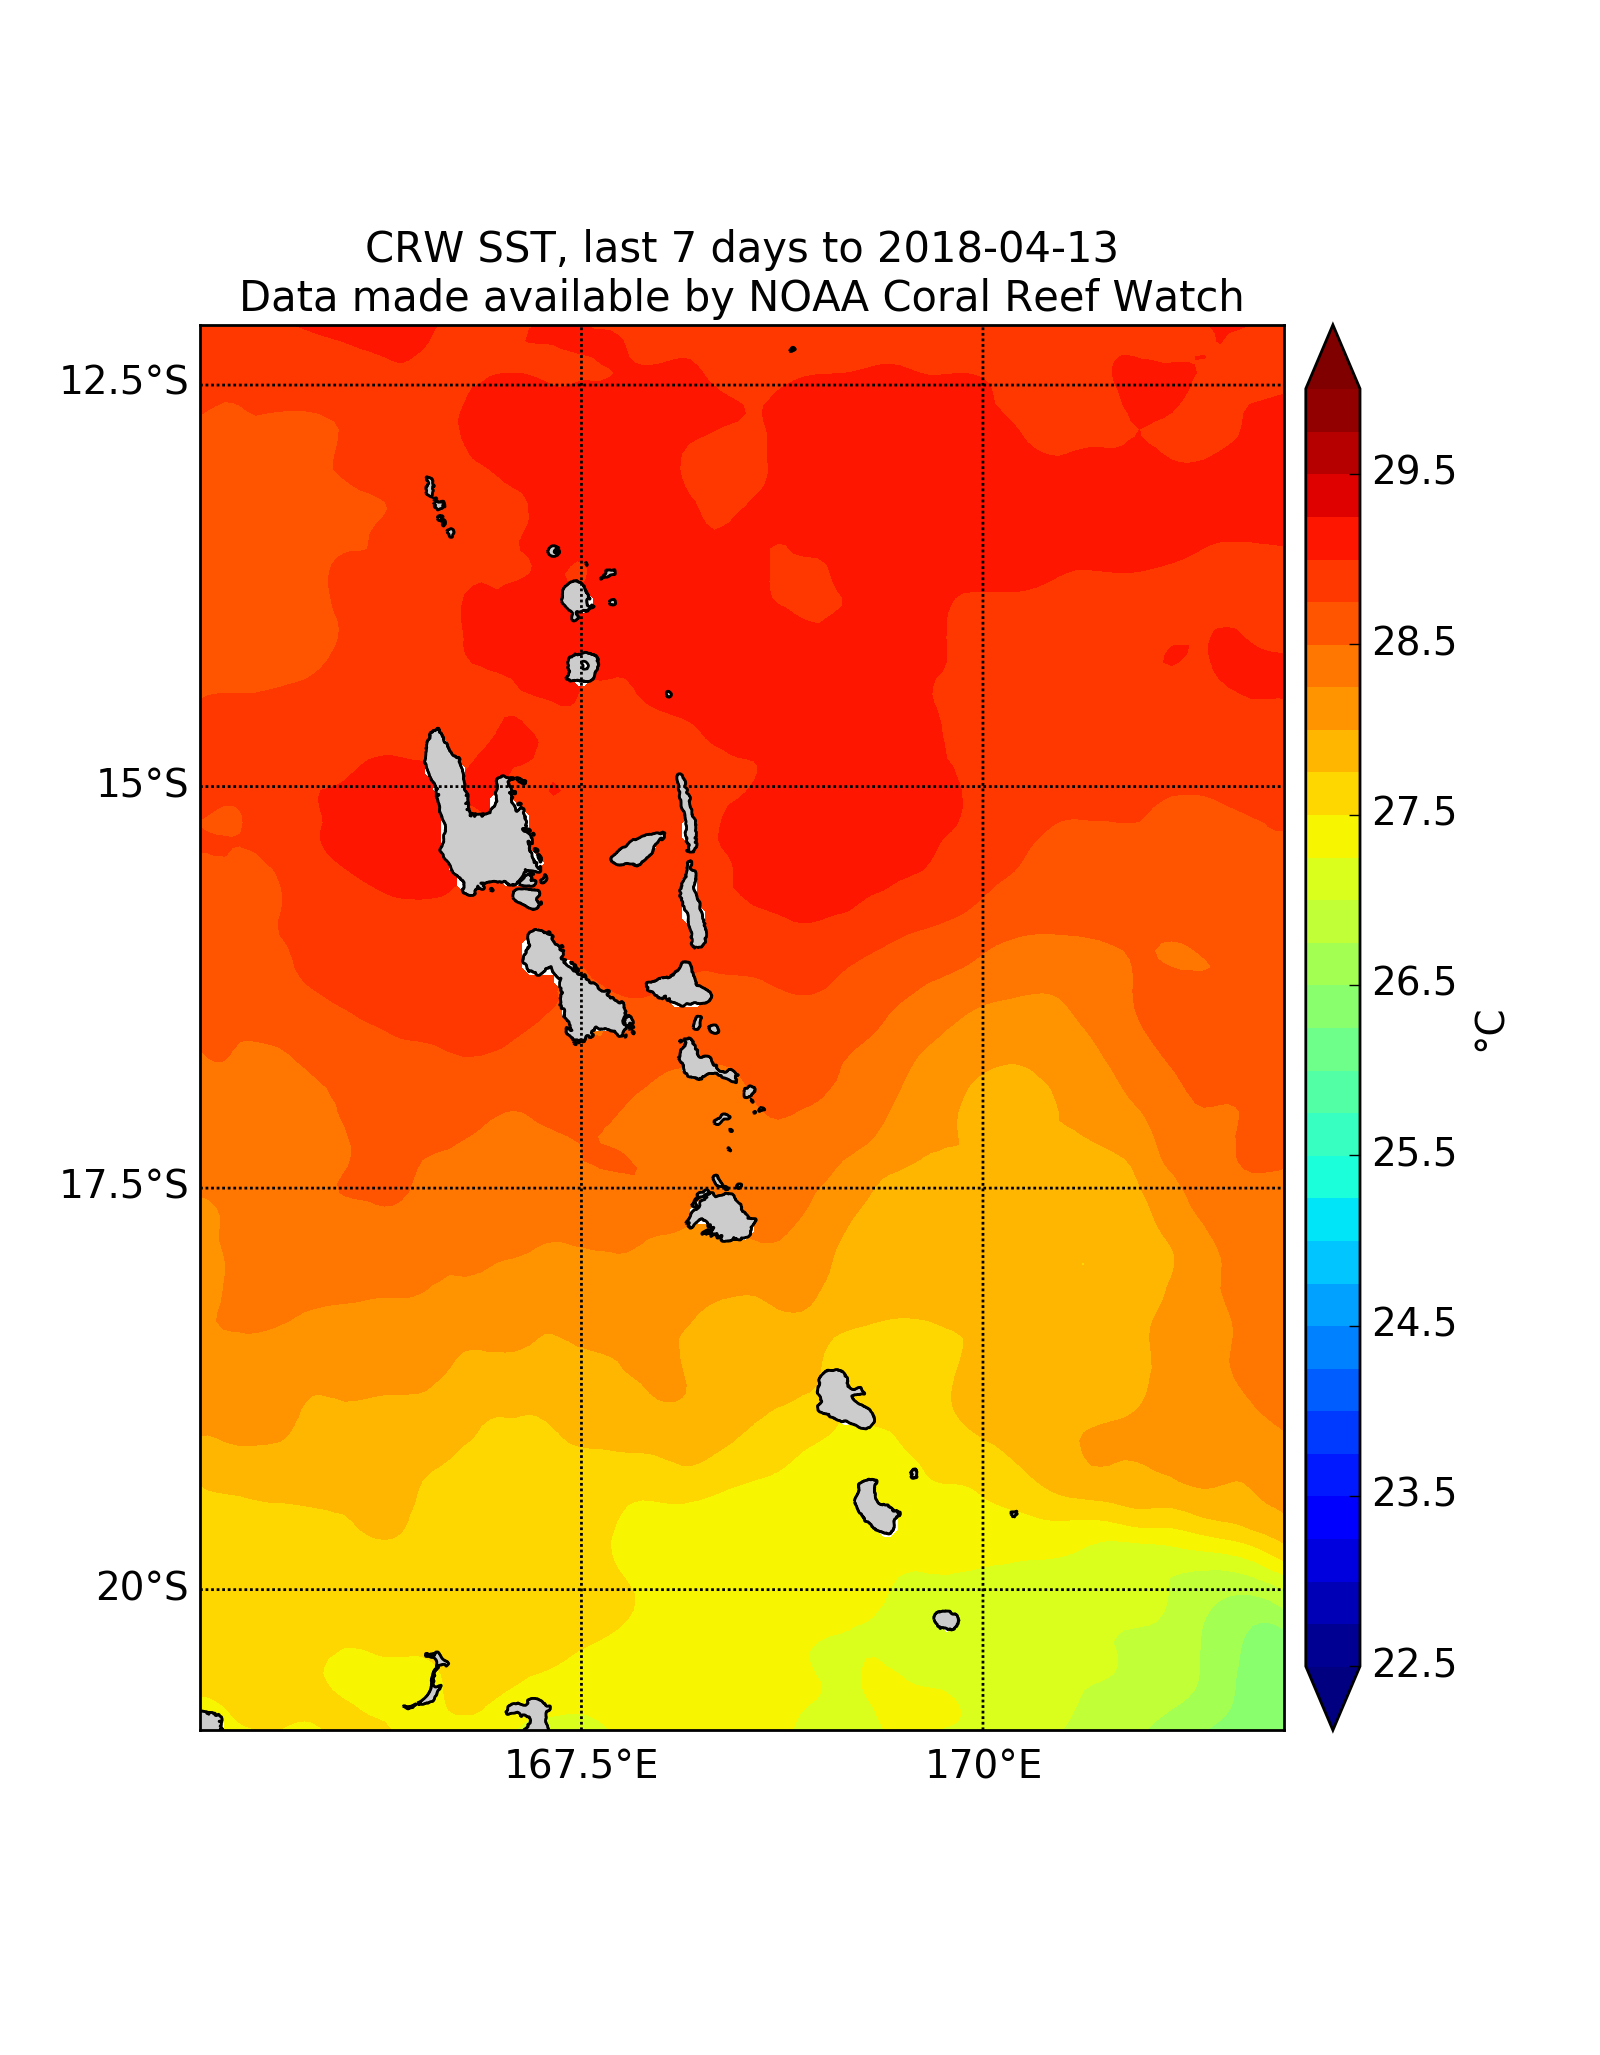 CRW SST, last 7 days to 2018-04-13
Data made available by NOAA Coral Reef Watch
12.5°S
15°S
17.5°S
20°S
167.5°E
170°E
29.5
28.5
27.5
26.5
25.5
24.5
23.5
22.5
°C